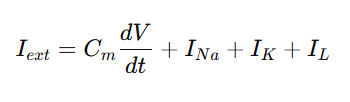 $I_{ext} = C_m \frac{dV}{dt} + I_{Na} + I_K + I_L$